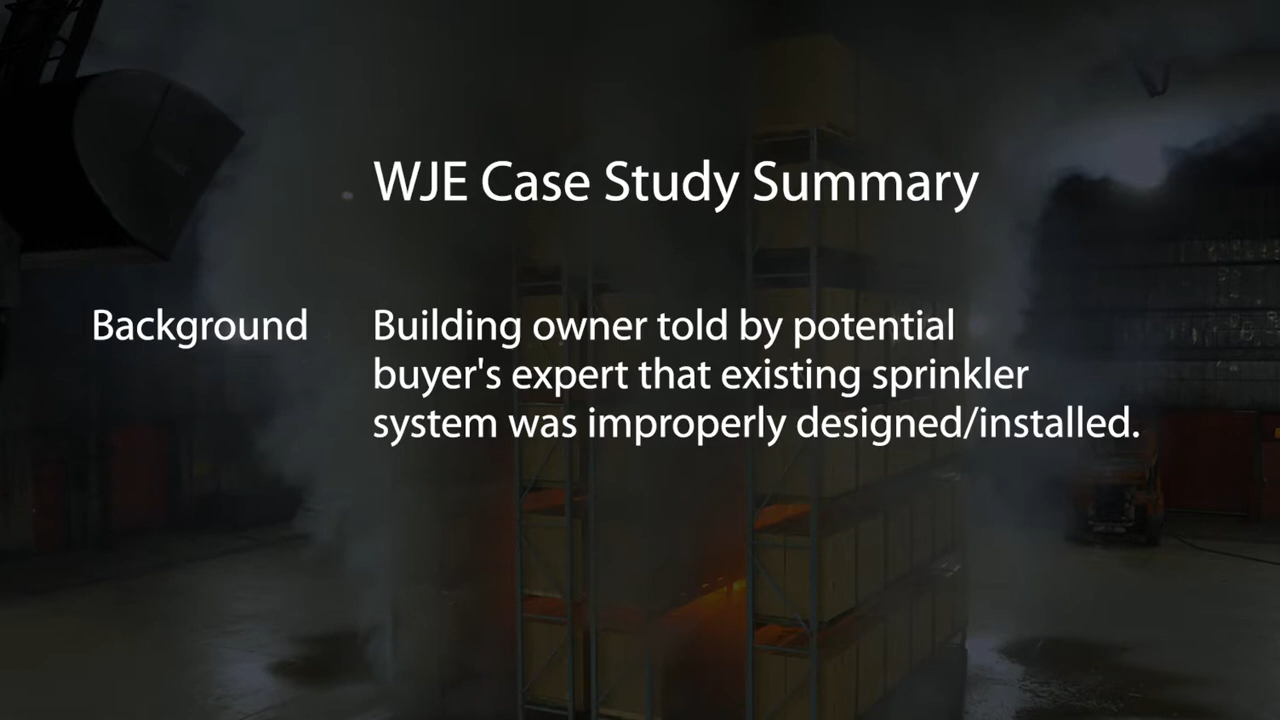 WJE Case Study Summary
Background
Building owner told by potential
buyer's expert that existing sprinkler
system was improperly designed/installed.